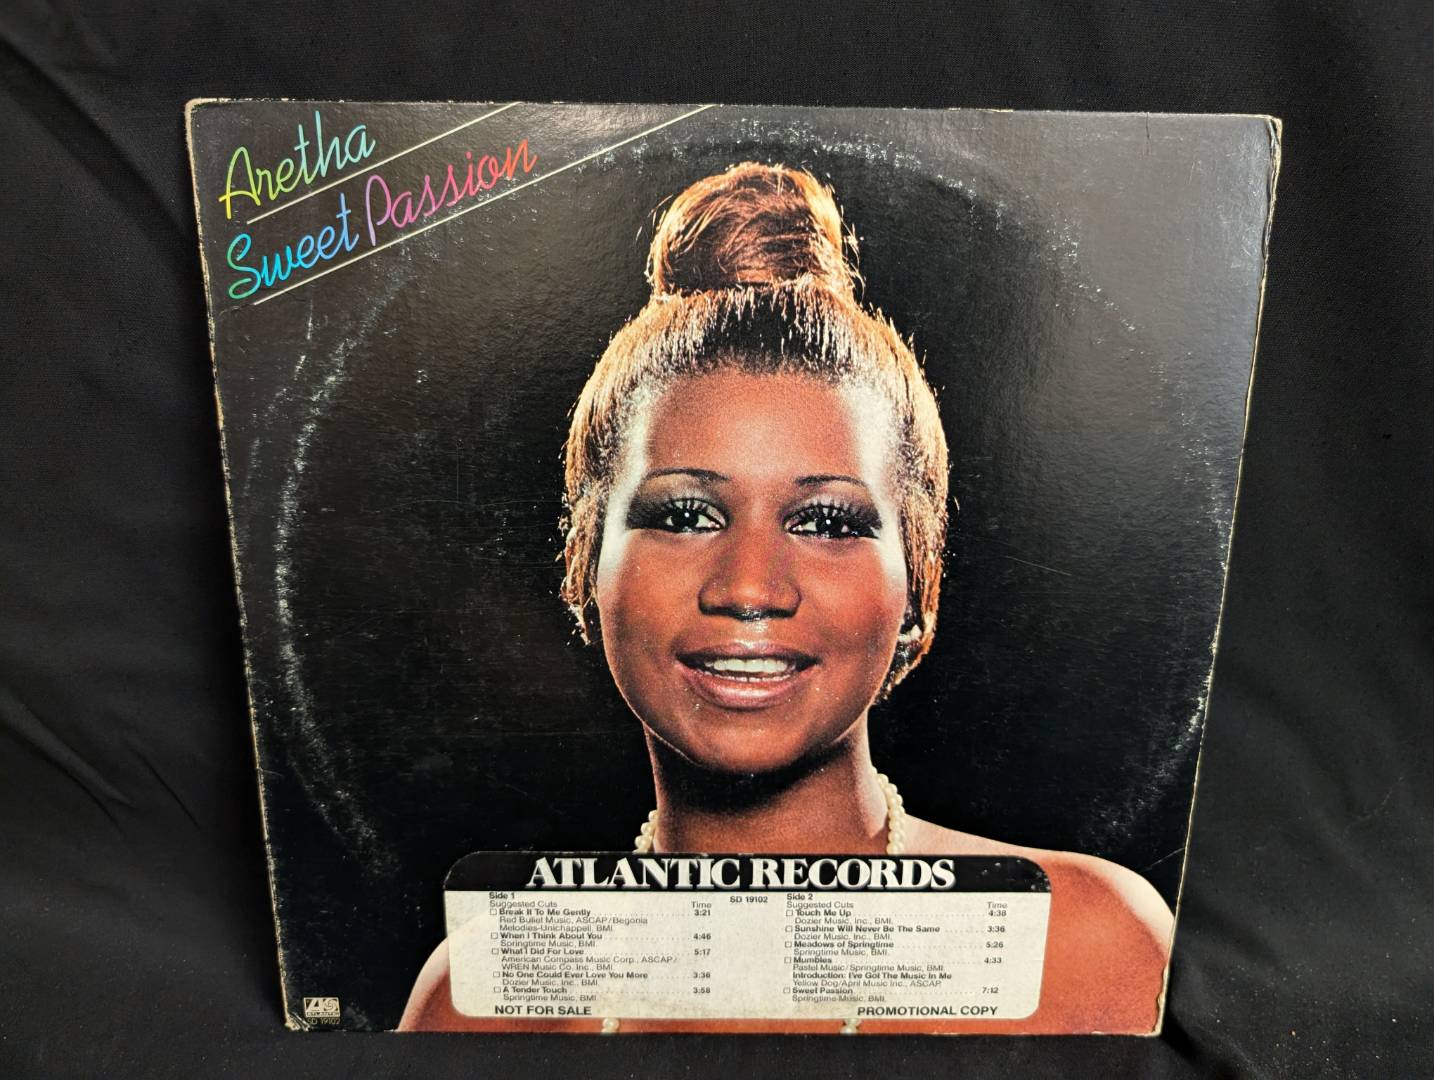 Aretha
Sweet Passion
ATLANTIC RECORDS
Side 1
Suggested Cuts Time
Break It To Me Gently 3:21
Red Bullet Music, ASCAP/Begonia
Melodies-Unichappell, BMI.
When I Think About You 4:46
Springtime Music, BMI.
What I Did For Love 5:17
American Compass Music Corp., ASCAP/
WREN Music Co. Inc., BMI
No One Could Ever Love You More 3:36
Dozier Music, Inc., BMI.
A Tender Touch 3:58
Springtime Music, BMI.
NOT FOR SALE
SD 19102
Side 2
Suggested Cuts Time
Touch Me Up 4:38
Dozier Music, Inc., BMI.
Sunshine Will Never Be The Same 3:36
Dozier Music, Inc., BMI.
Meadows of Springtime 5:26
Springtime Music, BMI.
Mumbles 4:33
Pastel Music/Springtime Music, BMI.
Introduction: I've Got The Music In Me
Yellow Dog/April Music Inc., ASCAP.
Sweet Passion 7:12
Springtime Music, BMI.
PROMOTIONAL COPY
ATLANTIC
SD 19102